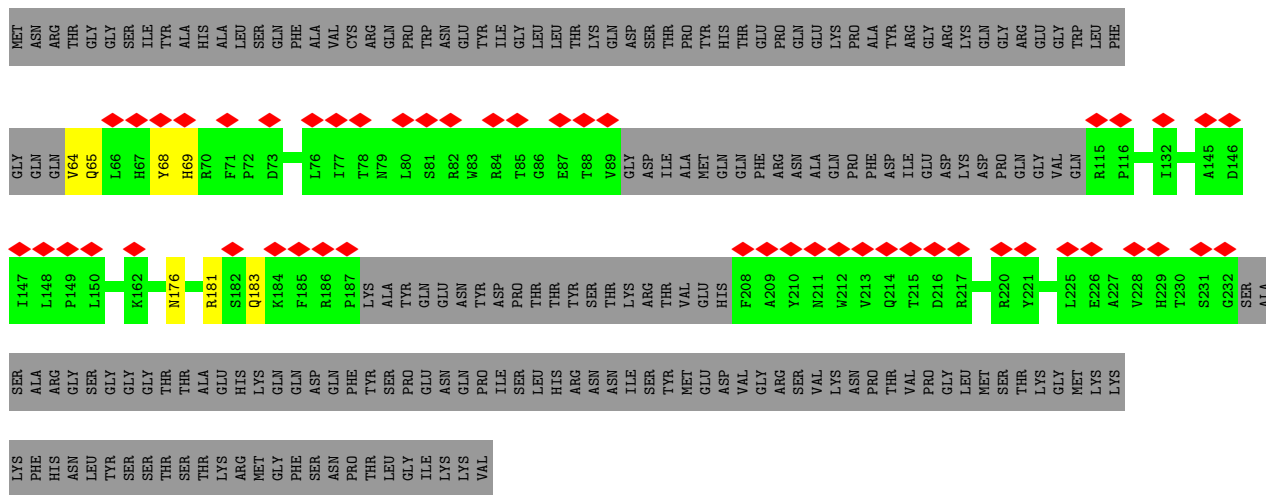 MET ASN ARG THR GLY GLY SER ILE TYR ALA HIS ALA LEU SER GLN PHE ALA VAL CYS ARG GLN PRO TRP ASN GLU TYR ILE GLY LEU LEU THR LYS GLN ASP SER THR PRO TYR HIS THR GLU PRO GLN GLU LYS PRO ALA TYR ARG GLY ARG LYS GLN GLY ARG GLU GLY TRP LEU PHE
GLY GLN GLN V64 Q65 L66 H67 Y68 H69 R70 F71 P72 D73 L76 I77 T78 N79 L80 S81 R82 W83 R84 T85 G86 E87 T88 V89 GLY ASP ILE ALA MET GLN GLN PHE ARG ASN ALA GLN PRO PHE ASP ILE GLU ASP LYS ASP PRO GLN GLY VAL GLN R115 P116 I132 A145 D146
I147 L148 P149 L150 K162 N176 R181 S182 Q183 K184 F185 R186 P187 LYS ALA TYR GLN GLU ASN TYR ASP PRO THR THR TYR SER THR LYS ARG THR VAL GLU HIS F208 A209 Y210 N211 W212 V213 Q214 T215 D216 R217 R220 Y221 L225 E226 A227 V228 H229 T230 S231 G232 SER ALA
SER ALA ARG GLY SER GLY GLY GLY THR THR ALA GLU HIS LYS GLN GLN ASP GLN PHE TYR SER PRO GLU ASN GLN PRO ILE SER LEU HIS ARG ASN ASN ILE SER TYR MET GLU ASP VAL GLY ARG SER VAL LYS ASN PRO THR VAL PRO GLY LEU MET SER THR LYS GLY MET LYS LYS
LYS PHE HIS ASN LEU TYR SER SER THR SER THR LYS ARG MET GLY PHE SER ASN PRO THR LEU GLY ILE LYS LYS VAL